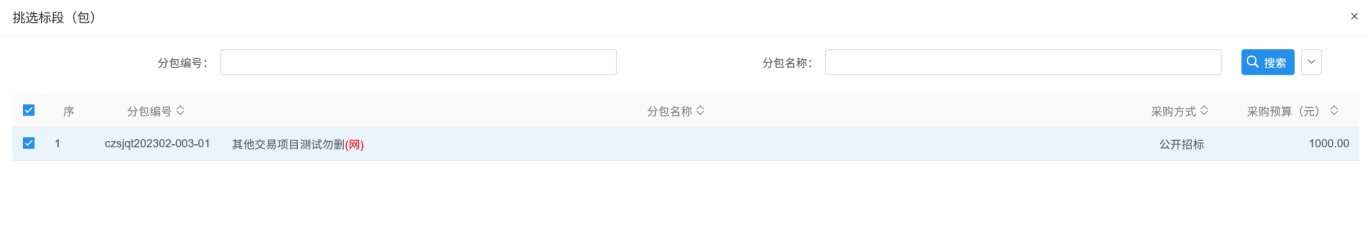 挑选标段（包） ×
分包编号： 分包名称： 搜索
序 分包编号 分包名称 采购方式 采购预算（元）
1 czsjqt202302-003-01 其他交易项目测试勿删(网) 公开招标 1000.00